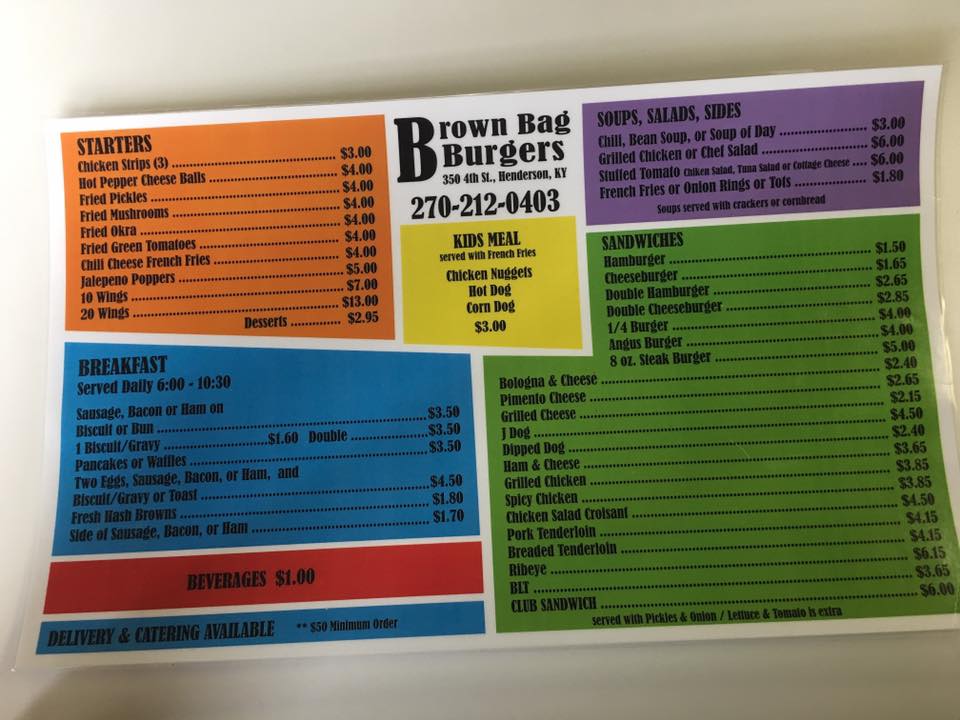 STARTERS
Chicken Strips (3) ........ $3.00
Hot Pepper Cheese Balls ........ $4.00
Fried Pickles ........ $4.00
Fried Mushrooms ........ $4.00
Fried Okra ........ $4.00
Fried Green Tomatoes ........ $4.00
Chili Cheese French Fries ........ $4.00
Jalepeno Poppers ........ $5.00
10 Wings ........ $7.00
20 Wings ........ $13.00
Desserts ........ $2.95
BREAKFAST
Served Daily 6:00 - 10:30
Sausage, Bacon or Ham on
Biscuit or Bun ........ $3.50
1 Biscuit/Gravy ........ $1.60 Double ........ $3.50
Pancakes or Waffles ........ $3.50
Two Eggs, Sausage, Bacon, or Ham, and
Biscuit/Gravy or Toast ........ $4.50
Fresh Hash Browns ........ $1.80
Side of Sausage, Bacon, or Ham ........ $1.70
BEVERAGES $1.00
DELIVERY & CATERING AVAILABLE ** $50 Minimum Order
Brown Bag
Burgers
350 4th St., Henderson, KY
270-212-0403
KIDS MEAL
served with French Fries
Chicken Nuggets
Hot Dog
Corn Dog
$3.00
SOUPS, SALADS, SIDES
Chili, Bean Soup, or Soup of Day ........ $3.00
Grilled Chicken or Chef Salad ........ $6.00
Stuffed Tomato Chiken Salad, Tuna Salad or Cottage Cheese .... $6.00
French Fries or Onion Rings or Tots ........ $1.80
Soups served with crackers or cornbread
SANDWICHES
Hamburger ........ $1.50
Cheeseburger ........ $1.65
Double Hamburger ........ $2.65
Double Cheeseburger ........ $2.85
1/4 Burger ........ $4.00
Angus Burger ........ $4.00
8 oz. Steak Burger ........ $5.00
Bologna & Cheese ........ $2.40
Pimento Cheese ........ $2.65
Grilled Cheese ........ $2.15
J Dog ........ $4.50
Dipped Dog ........ $2.40
Ham & Cheese ........ $3.65
Grilled Chicken ........ $3.85
Spicy Chicken ........ $3.85
Chicken Salad Croisant ........ $4.50
Pork Tenderloin ........ $4.15
Breaded Tenderloin ........ $4.15
Ribeye ........ $6.15
BLT ........ $3.65
CLUB SANDWICH ........ $6.00
served with Pickles & Onion / Lettuce & Tomato is extra